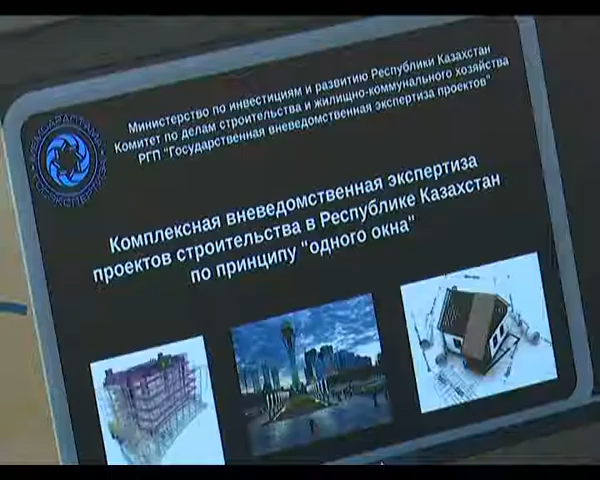 Министерство по инвестициям и развитию Республики Казахстан
Комитет по делам строительства и жилищно-коммунального хозяйства
РГП "Государственная вневедомственная экспертиза проектов"
Комплексная вневедомственная экспертиза
проектов строительства в Республике Казахстан
по принципу "одного окна"